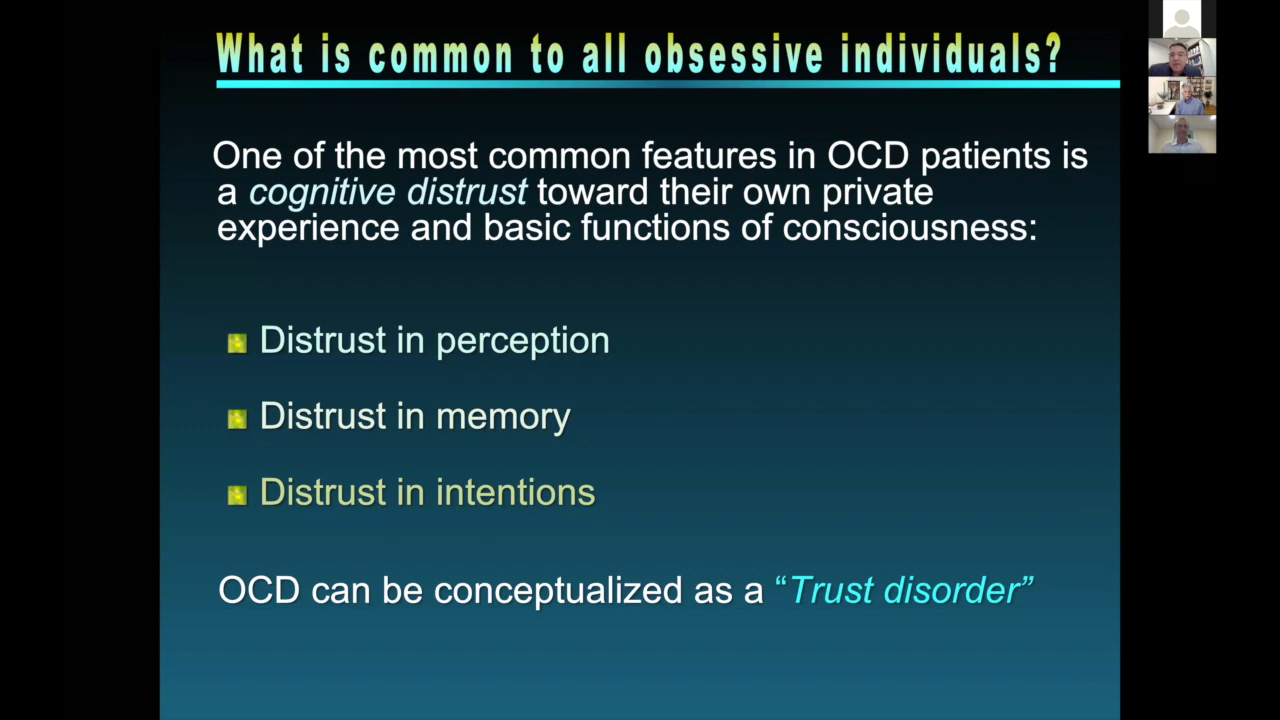 What is common to all obsessive individuals?
One of the most common features in OCD patients is
a cognitive distrust toward their own private
experience and basic functions of consciousness:
Distrust in perception
Distrust in memory
Distrust in intentions
OCD can be conceptualized as a “Trust disorder”